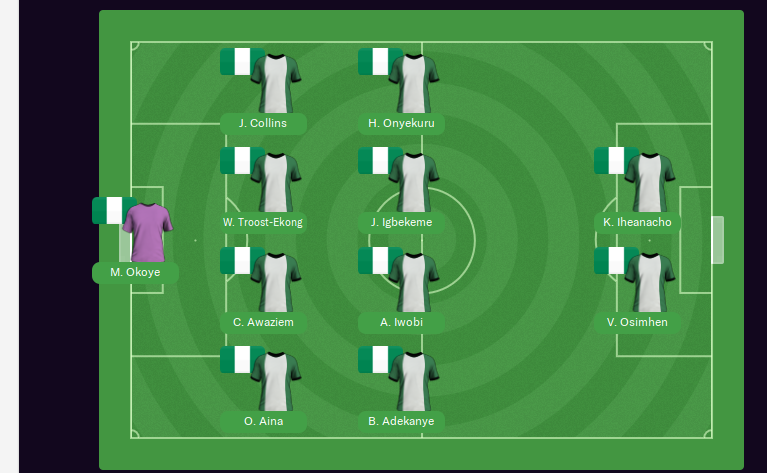 J. Collins
H. Onyekuru
W. Troost-Ekong
J. Igbekeme
K. Iheanacho
M. Okoye
C. Awaziem
A. Iwobi
V. Osimhen
O. Aina
B. Adekanye